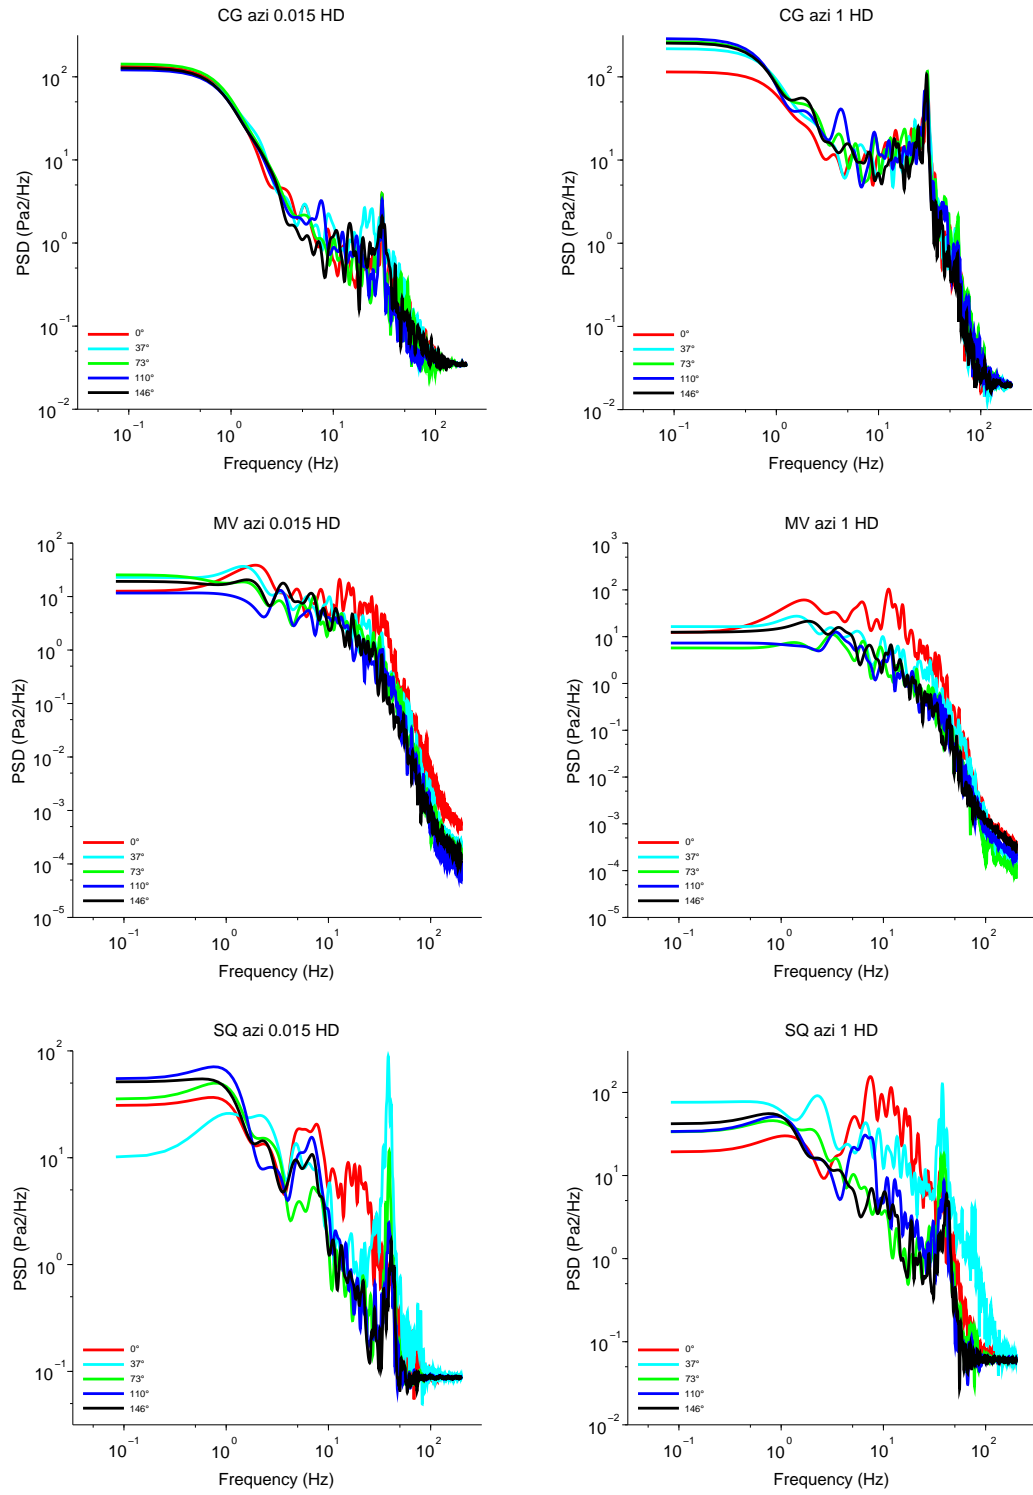 CG azi 0.015 HD
10^2
10^1
10^0
10^-1
10^-2
PSD (Pa2/Hz)
0°
37°
73°
110°
146°
10^-1 10^0 10^1 10^2
Frequency (Hz)
CG azi 1 HD
10^2
10^1
10^0
10^-1
10^-2
PSD (Pa2/Hz)
0°
37°
73°
110°
146°
10^-1 10^0 10^1 10^2
Frequency (Hz)
MV azi 0.015 HD
10^2
10^1
10^0
10^-1
10^-2
10^-3
10^-4
10^-5
PSD (Pa2/Hz)
0°
37°
73°
110°
146°
10^-1 10^0 10^1 10^2
Frequency (Hz)
MV azi 1 HD
10^3
10^2
10^1
10^0
10^-1
10^-2
10^-3
10^-4
10^-5
PSD (Pa2/Hz)
0°
37°
73°
110°
146°
10^-1 10^0 10^1 10^2
Frequency (Hz)
SQ azi 0.015 HD
10^2
10^1
10^0
10^-1
PSD (Pa2/Hz)
0°
37°
73°
110°
146°
10^-1 10^0 10^1 10^2
Frequency (Hz)
SQ azi 1 HD
10^2
10^1
10^0
10^-1
10^-2
PSD (Pa2/Hz)
0°
37°
73°
110°
146°
10^-1 10^0 10^1 10^2
Frequency (Hz)